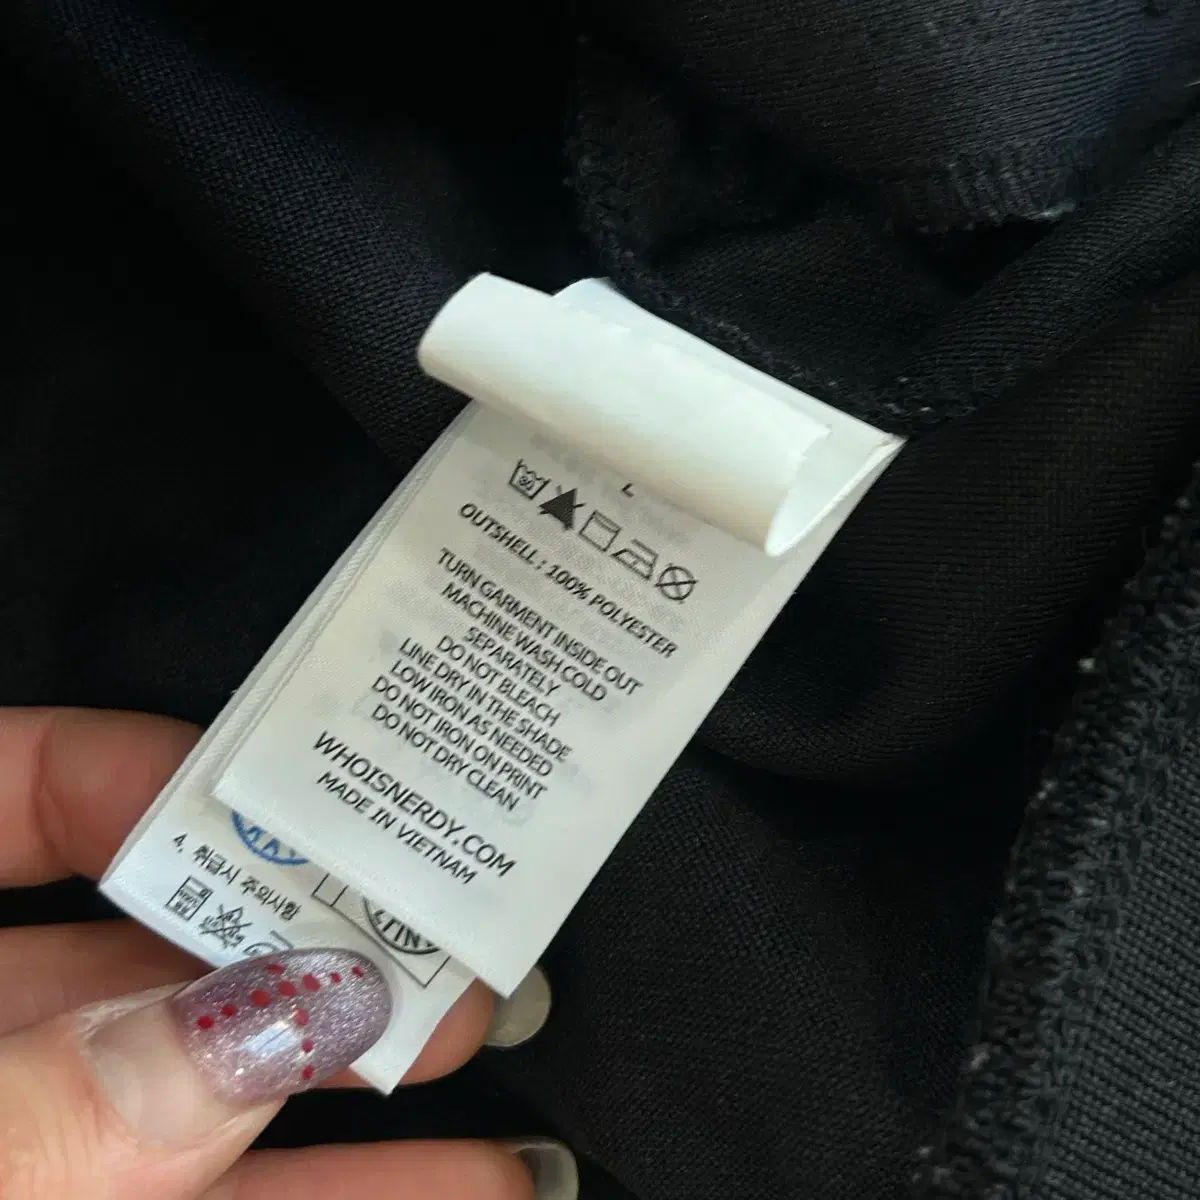 OUTSHELL : 100% POLYESTER
TURN GARMENT INSIDE OUT
MACHINE WASH COLD
SEPARATELY
DO NOT BLEACH
LINE DRY IN THE SHADE
LOW IRON AS NEEDED
DO NOT IRON ON PRINT
DO NOT DRY CLEAN
WHOISNERDY.COM
MADE IN VIETNAM
4. 취급시 주의사항